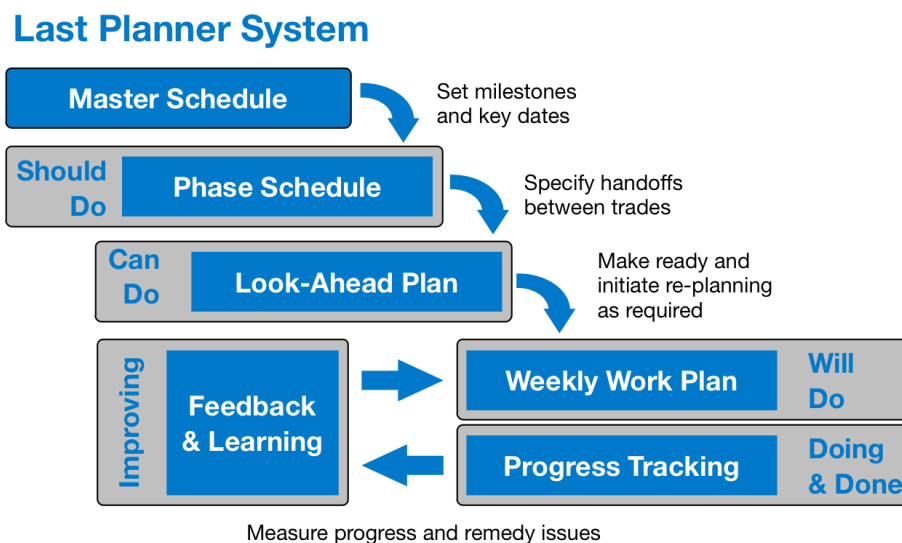 Last Planner System
Master Schedule
Set milestones
and key dates
Should
Do
Phase Schedule
Specify handoffs
between trades
Can
Do
Look-Ahead Plan
Make ready and
initiate re-planning
as required
Improving
Feedback
& Learning
Weekly Work Plan
Will
Do
Progress Tracking
Doing
& Done
Measure progress and remedy issues